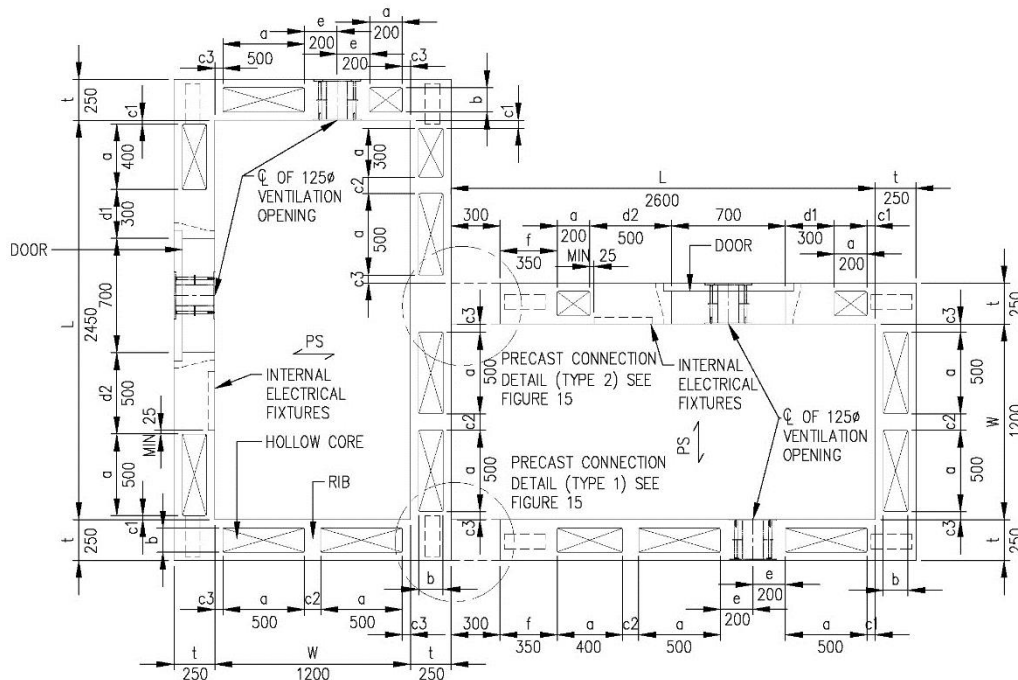 a
200
e
200
e
200
c3
a
500
c3
t
250
c1
b
c1
a
400
a
300
c2
℄ OF 125ø
VENTILATION
OPENING
L
2600
t
250
d1
300
a
500
300
a
200
d2
500
700
d1
300
c1
a
200
f
350
MIN 25
DOOR
DOOR
c3
t
250
c3
c3
700
L
2450
PS
a
500
PRECAST CONNECTION
DETAIL (TYPE 2) SEE
FIGURE 15
INTERNAL
ELECTRICAL
FIXTURES
a
500
d2
500
INTERNAL
ELECTRICAL
FIXTURES
c2
PS
℄ OF 125ø
VENTILATION
OPENING
c2
W
1200
MIN 25
HOLLOW CORE
a
500
RIB
a
500
PRECAST CONNECTION
DETAIL (TYPE 1) SEE
FIGURE 15
a
500
c1
c3
c3
t
250
b
t
250
b
e
200
e
200
b
c3
a
500
c2
a
500
c3
300
f
350
a
400
c2
a
500
a
500
c1
t
250
W
1200
t
250